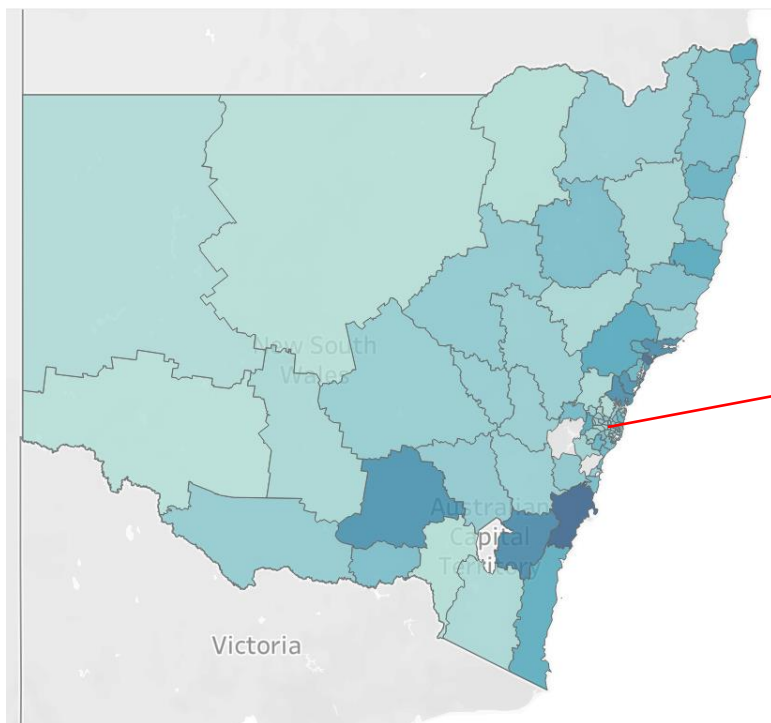 New South
Wales
Australian
Capital
Territory
Victoria